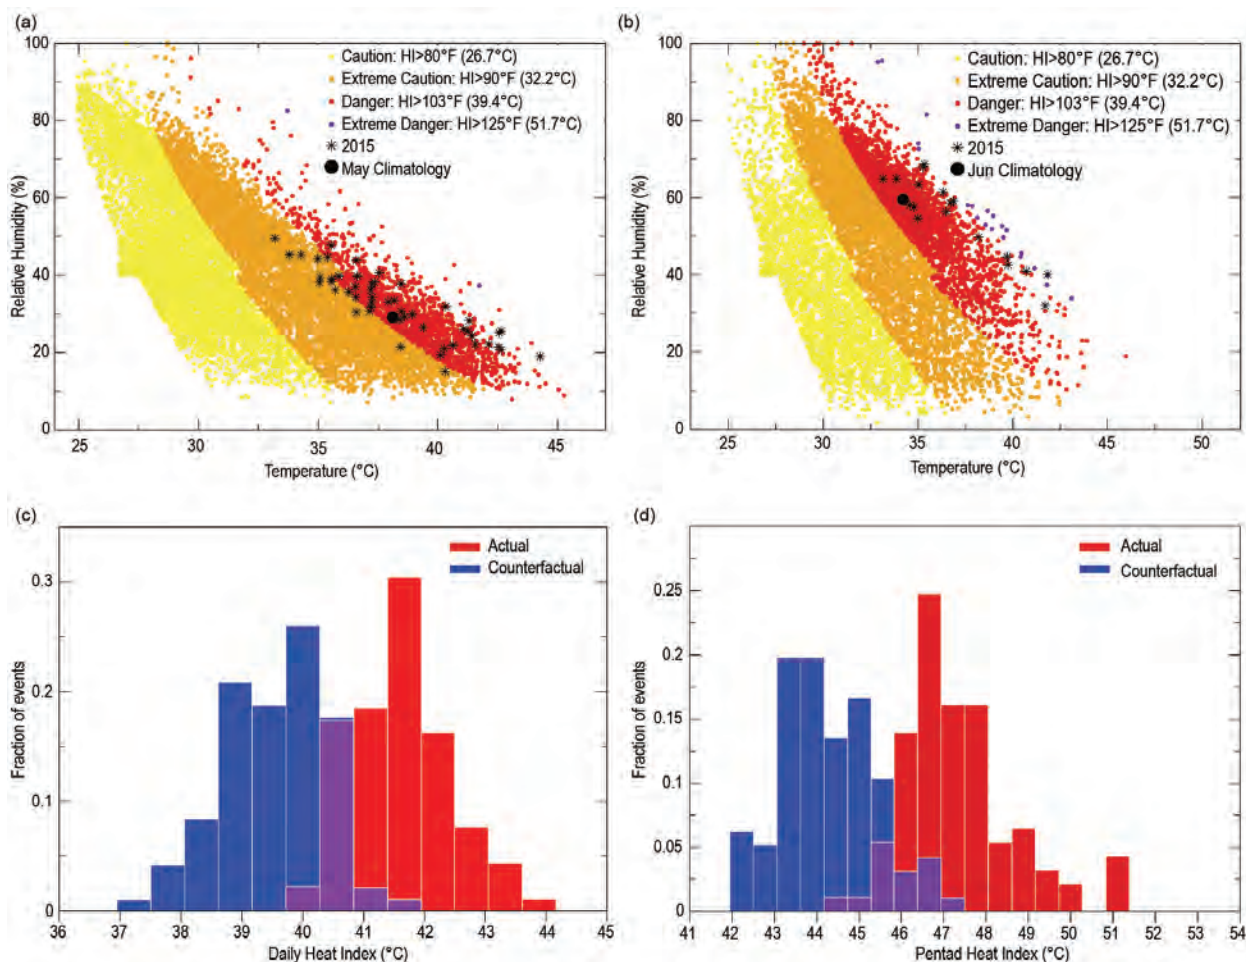 (a)
100
80
60
40
20
0
25
30
35
40
45
Relative Humidity (%)
Temperature (°C)
Caution: HI>80°F (26.7°C)
Extreme Caution: HI>90°F (32.2°C)
Danger: HI>103°F (39.4°C)
Extreme Danger: HI>125°F (51.7°C)
2015
May Climatology
(b)
100
80
60
40
20
0
25
30
35
40
45
50
Relative Humidity (%)
Temperature (°C)
Caution: HI>80°F (26.7°C)
Extreme Caution: HI>90°F (32.2°C)
Danger: HI>103°F (39.4°C)
Extreme Danger: HI>125°F (51.7°C)
2015
Jun Climatology
(c)
0.3
0.2
0.1
0
36
37
38
39
40
41
42
43
44
45
Fraction of events
Daily Heat Index (°C)
Actual
Counterfactual
(d)
0.25
0.2
0.15
0.1
0.05
0
41
42
43
44
45
46
47
48
49
50
51
52
53
54
Fraction of events
Pentad Heat Index (°C)
Actual
Counterfactual